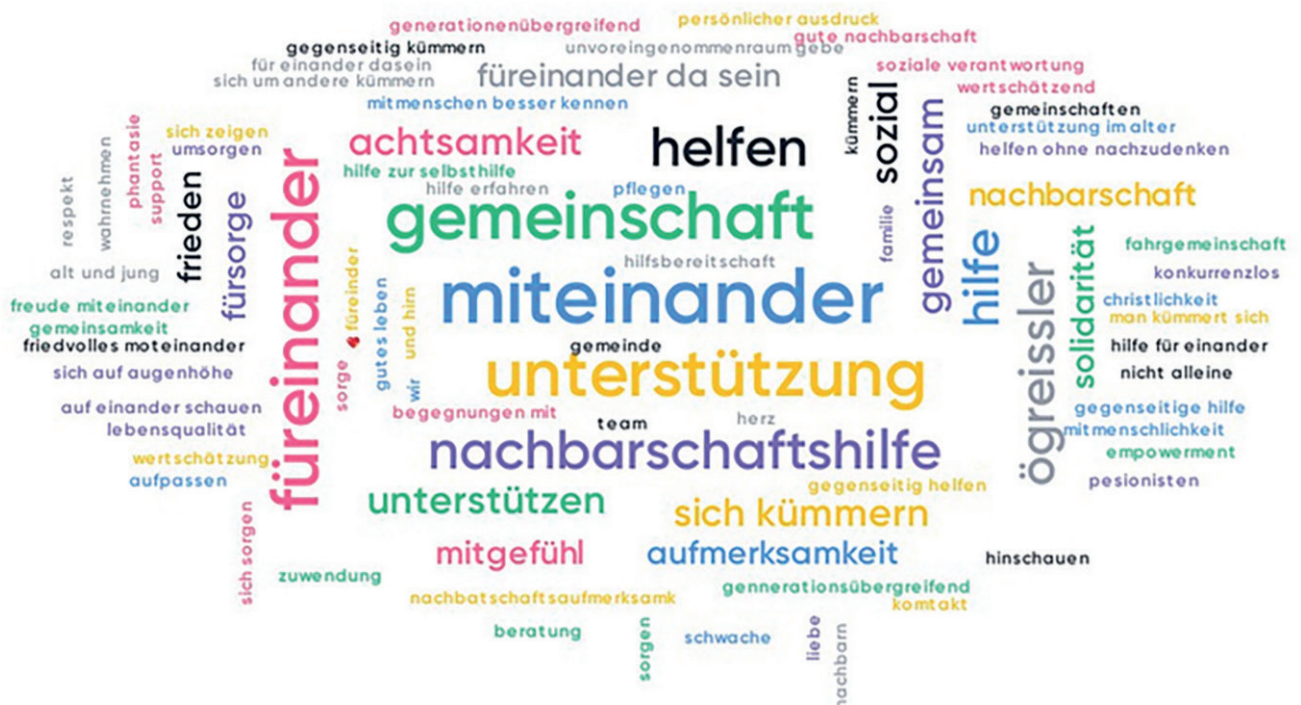 generationenübergreifend
persönlicher ausdruck
gute nachbarschaft
gegenseitig kümmern
unvoreingenommenraum gebe
für einander dasein
soziale verantwortung
sich um andere kümmern
füreinander da sein
wertschätzend
mitmenschen besser kennen
kümmern
sozial
gemeinsam
gemeinschaften
unterstützung im alter
helfen ohne nachzudenken
phantasie
sich zeigen
umsorgen
achtsamkeit
helfen
wahrnehmen
support
hilfe zur selbsthilfe
respekt
frieden
fürsorge
füreinander
hilfe erfahren
pflegen
nachbarschaft
gemeinschaft
familie
hilfe
solidarität
fahrgemeinschaft
alt und jung
hilfsbereitschaft
konkurrenzlos
freude miteinander
❤ füreinder
gutes leben
und hirn
miteinander
ögreissler
christlichkeit
gemeinsamkeit
man kümmert sich
friedvolles moteinander
gemeinde
hilfe für einander
sich auf augenhöhe
sorge
wir
unterstützung
nicht alleine
auf einander schauen
begegnungen mit
team
herz
gegenseitige hilfe
lebensqualität
mitmenschlichkeit
nachbarschaftshilfe
empowerment
wertschätzung
aufpassen
gegenseitig helfen
pesionisten
unterstützen
sich kümmern
sich sorgen
mitgefühl
aufmerksamkeit
hinschauen
zuwendung
gennerationsübergreifend
nachbatschaftsaufmerksamk
komtakt
beratung
sorgen
schwache
liebe
nachbarn